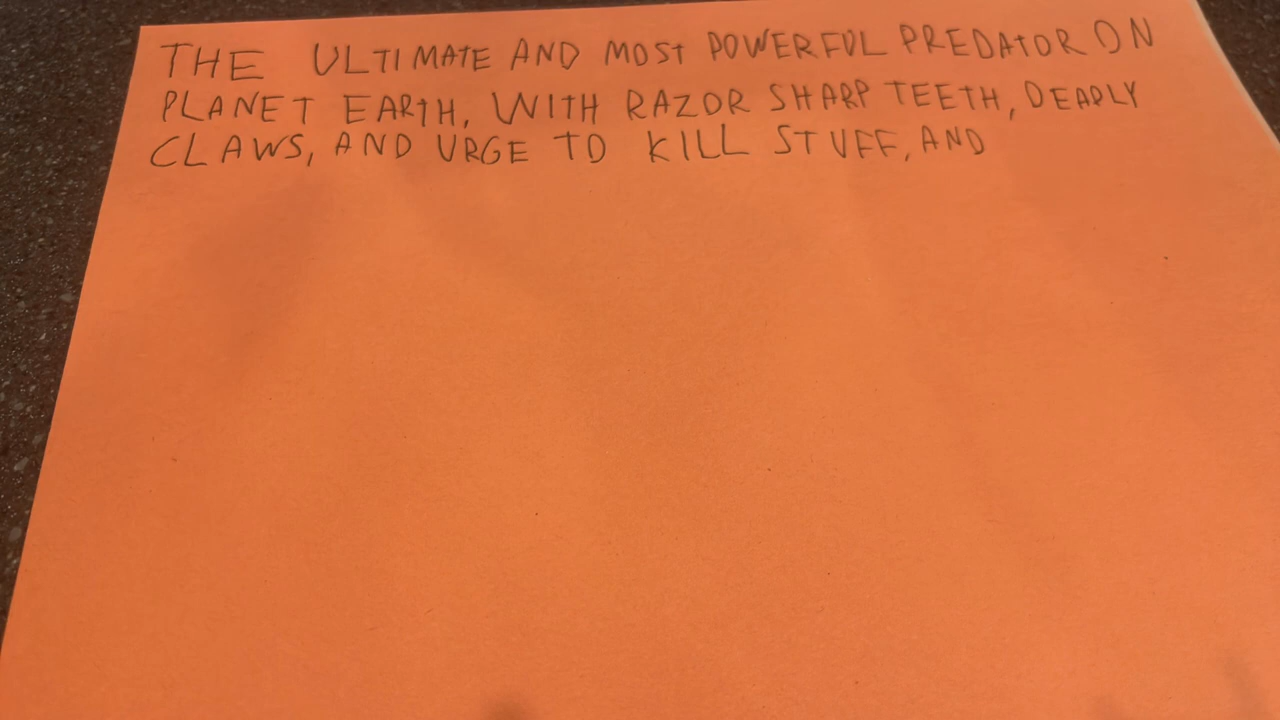 THE ULTIMATE AND MOST POWERFUL PREDATOR ON
PLANET EARTH, WITH RAZOR SHARP TEETH, DEADLY
CLAWS, AND URGE TO KILL STUFF, AND